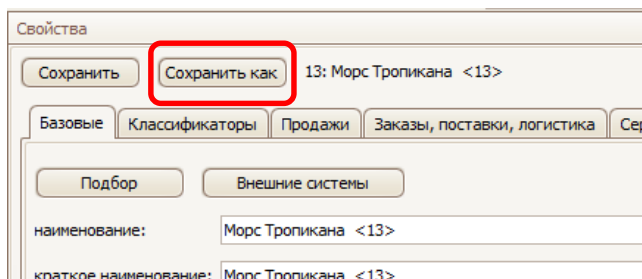 Свойства
Сохранить Сохранить как 13: Морс Тропикана <13>
Базовые Классификаторы Продажи Заказы, поставки, логистика
Подбор Внешние системы
наименование: Морс Тропикана <13>
краткое наименование: Морс Тропикана <13>